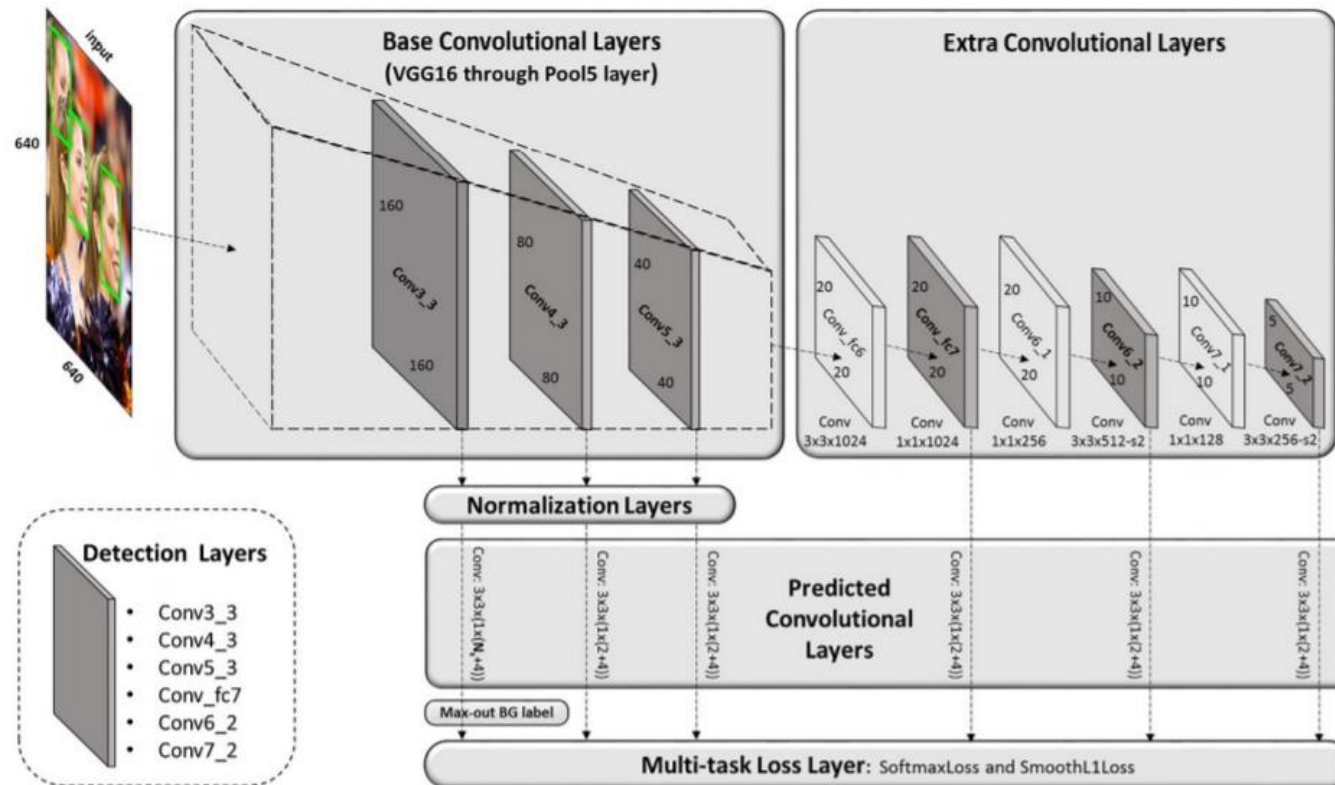 input
640
640
Base Convolutional Layers
(VGG16 through Pool5 layer)
160
Conv3_3
160
80
Conv4_3
80
40
Conv5_3
40
Extra Convolutional Layers
20
Conv_fc6
20
20
Conv_fc7
20
20
Conv6_1
20
10
Conv6_2
10
10
Conv7_1
10
5
Conv7_2
5
Conv
3x3x1024
Conv
1x1x1024
Conv
1x1x256
Conv
3x3x512-s2
Conv
1x1x128
Conv
3x3x256-s2
Normalization Layers
Detection Layers
• Conv3_3
• Conv4_3
• Conv5_3
• Conv_fc7
• Conv6_2
• Conv7_2
Conv: 3x3x(1x(Ns+4))
Conv: 3x3x(1x(2+4))
Conv: 3x3x(1x(2+4))
Predicted
Convolutional
Layers
Conv: 3x3x(1x(2+4))
Conv: 3x3x(1x(2+4))
Conv: 3x3x(1x(2+4))
Max-out BG label
Multi-task Loss Layer: SoftmaxLoss and SmoothL1Loss